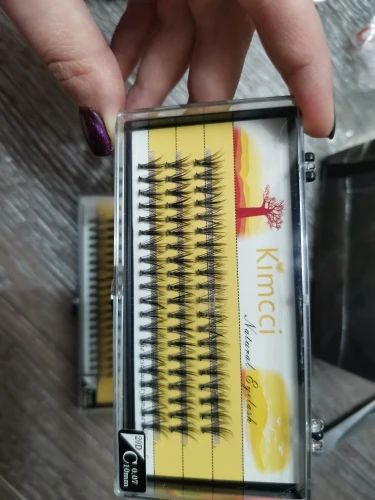 Kimcci
Natural Eyelash
20D
C
0.07
10mm